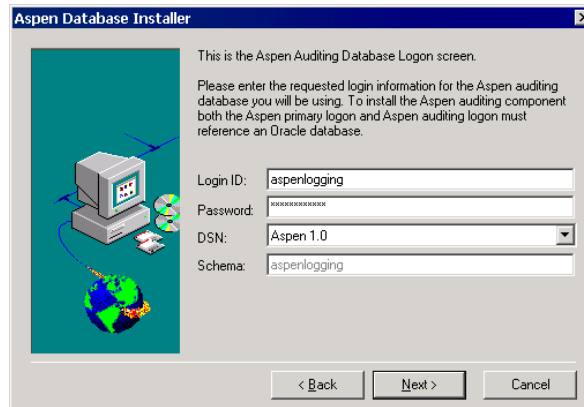 Aspen Database Installer
This is the Aspen Auditing Database Logon screen.
Please enter the requested login information for the Aspen auditing
database you will be using. To install the Aspen auditing component
both the Aspen primary logon and Aspen auditing logon must
reference an Oracle database.
Login ID: aspenlogging
Password: xxxxxxxxxxxx
DSN: Aspen 1.0
Schema: aspenlogging
< Back Next > Cancel